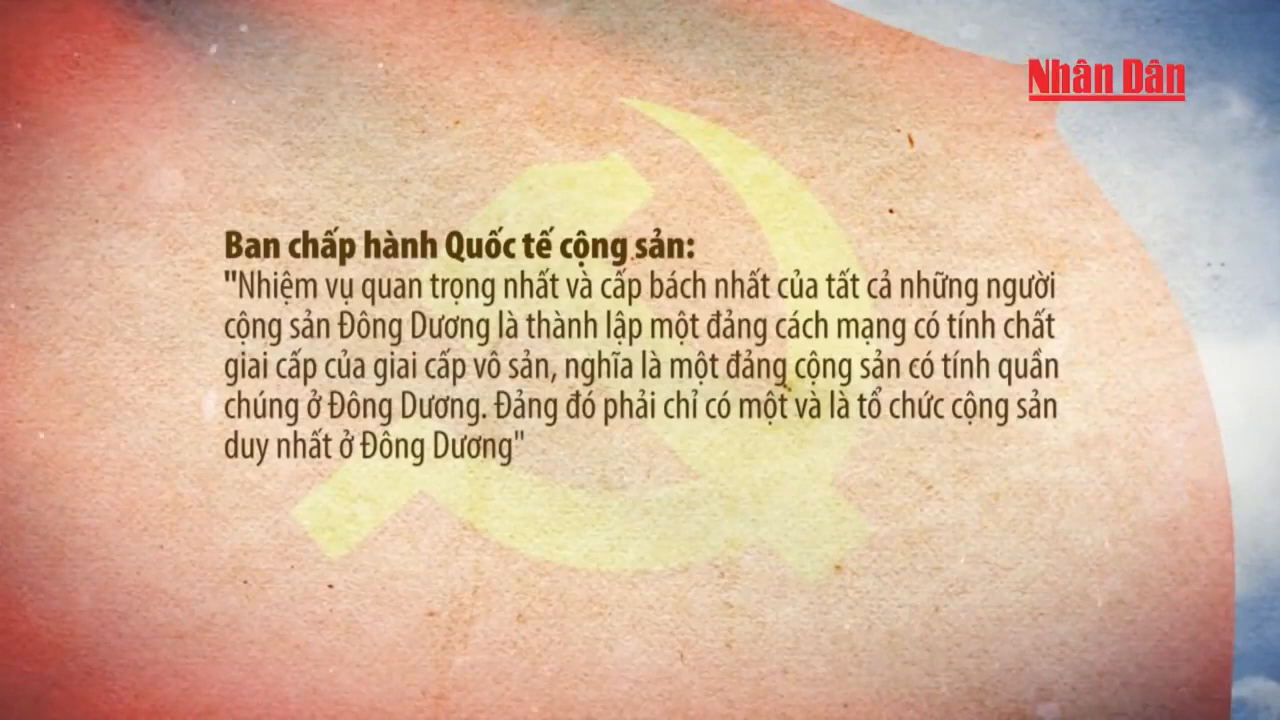 Nhân Dân
Ban chấp hành Quốc tế cộng sản:
"Nhiệm vụ quan trọng nhất và cấp bách nhất của tất cả những người
cộng sản Đông Dương là thành lập một đảng cách mạng có tính chất
giai cấp của giai cấp vô sản, nghĩa là một đảng cộng sản có tính quần
chúng ở Đông Dương. Đảng đó phải chỉ có một và là tổ chức cộng sản
duy nhất ở Đông Dương"